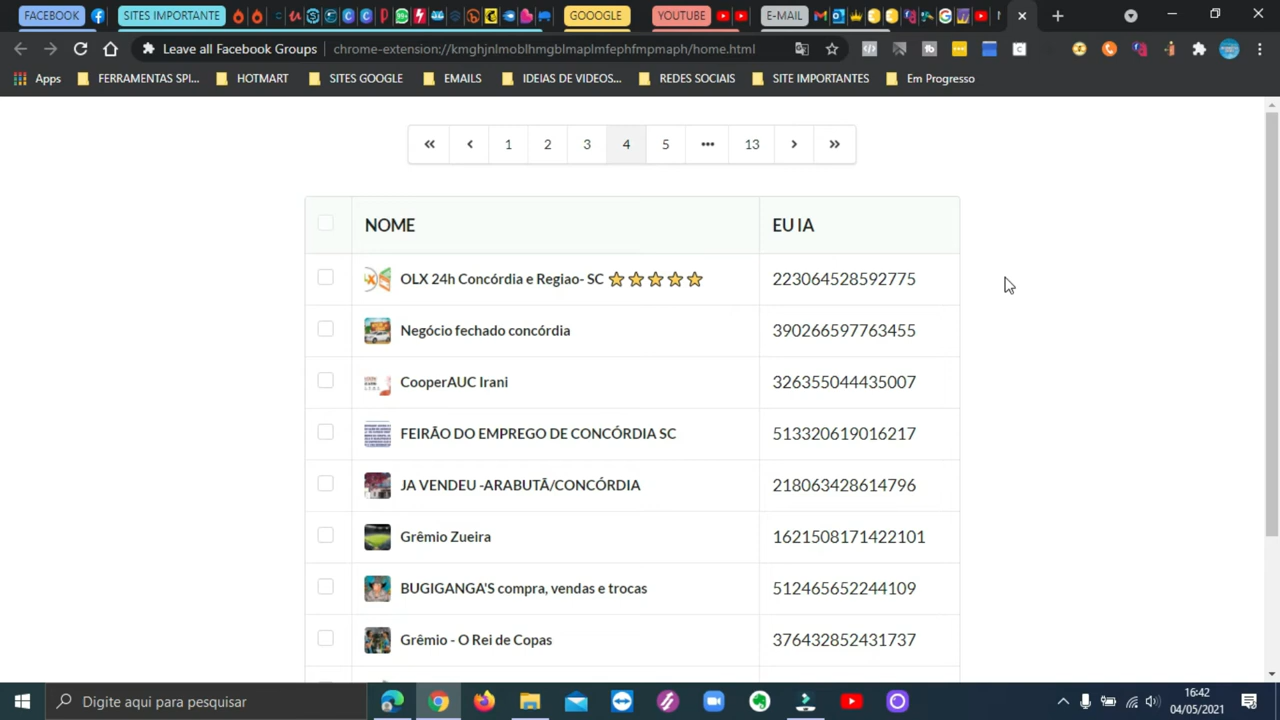 FACEBOOK
SITES IMPORTANTE
GOOOGLE
YOUTUBE
E-MAIL
Leave all Facebook Groups
chrome-extension://kmghjnlmoblhmgblmaplmfephfmpmaph/home.html
Apps
FERRAMENTAS SPI...
HOTMART
SITES GOOGLE
EMAILS
IDEIAS DE VIDEOS...
REDES SOCIAIS
SITE IMPORTANTES
Em Progresso
1 2 3 4 5 ••• 13
NOME EU IA
OLX 24h Concórdia e Regiao- SC ⭐⭐⭐⭐⭐ 223064528592775
Negócio fechado concórdia 390266597763455
CooperAUC Irani 326355044435007
FEIRÃO DO EMPREGO DE CONCÓRDIA SC 513320619016217
JA VENDEU -ARABUTÃ/CONCÓRDIA 218063428614796
Grêmio Zueira 1621508171422101
BUGIGANGA'S compra, vendas e trocas 512465652244109
Grêmio - O Rei de Copas 376432852431737
Digite aqui para pesquisar
16:42
04/05/2021